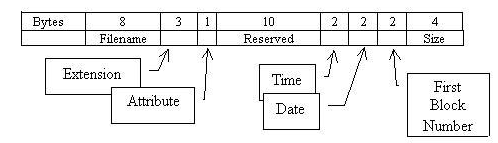 Bytes 8 3 1 10 2 2 2 4
Filename Reserved Size
Extension
Time
Attribute
Date
First
Block
Number